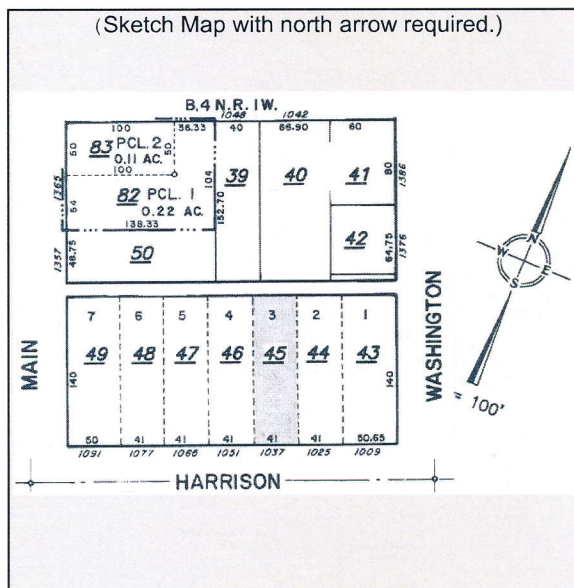 (Sketch Map with north arrow required.)
B.4 N.R. 1W.
1048 1042
100 36.33 40 66.90 60
83 PCL. 2
0.11 AC.
50 50
100
39 40 41
80
1386
1365
82 PCL. 1
0.22 AC.
104
54
152.70
138.33
42
64.75
1376
1357
48.75
50
7 6 5 4 3 2 1
49 48 47 46 45 44 43
140 140
MAIN
WASHINGTON
N
W E
S
= 100'
50 41 41 41 41 41 50.65
1091 1077 1066 1051 1037 1025 1009
HARRISON